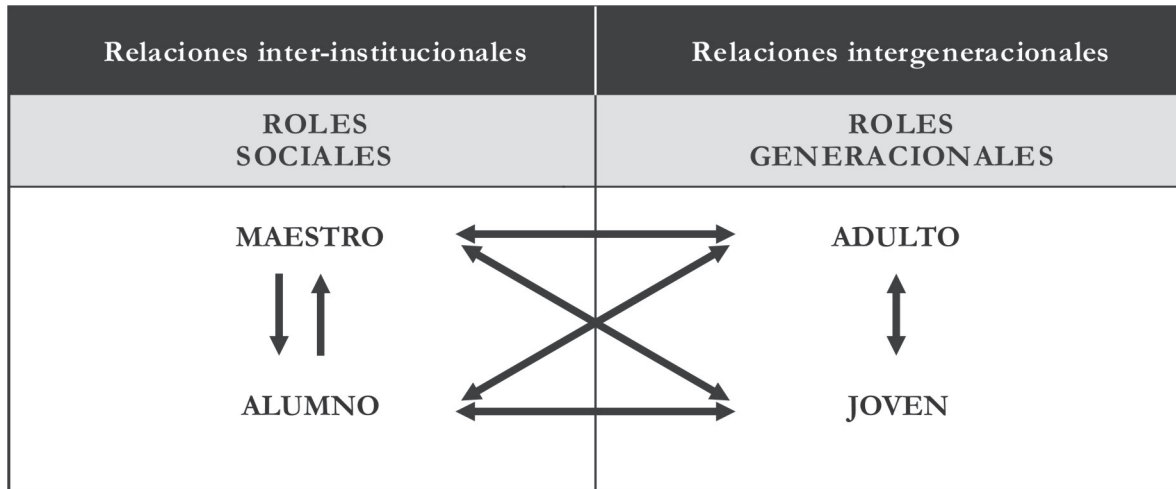 Relaciones inter-institucionales
Relaciones intergeneracionales
ROLES
SOCIALES
ROLES
GENERACIONALES
MAESTRO
ADULTO
ALUMNO
JOVEN